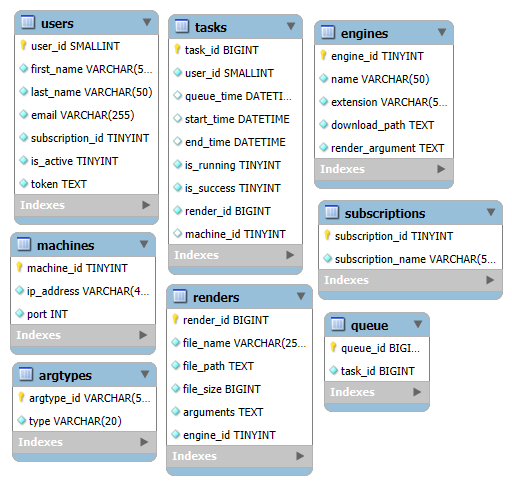 users
user_id SMALLINT
first_name VARCHAR(5...
last_name VARCHAR(50)
email VARCHAR(255)
subscription_id TINYINT
is_active TINYINT
token TEXT
Indexes
tasks
task_id BIGINT
user_id SMALLINT
queue_time DATETI...
start_time DATETIME
end_time DATETIME
is_running TINYINT
is_success TINYINT
render_id BIGINT
machine_id TINYINT
Indexes
engines
engine_id TINYINT
name VARCHAR(50)
extension VARCHAR(5...
download_path TEXT
render_argument TEXT
Indexes
machines
machine_id TINYINT
ip_address VARCHAR(4...
port INT
Indexes
subscriptions
subscription_id TINYINT
subscription_name VARCHAR(5...
Indexes
renders
render_id BIGINT
file_name VARCHAR(25...
file_path TEXT
file_size BIGINT
arguments TEXT
engine_id TINYINT
Indexes
queue
queue_id BIGI...
task_id BIGINT
Indexes
argtypes
argtype_id VARCHAR(5...
type VARCHAR(20)
Indexes